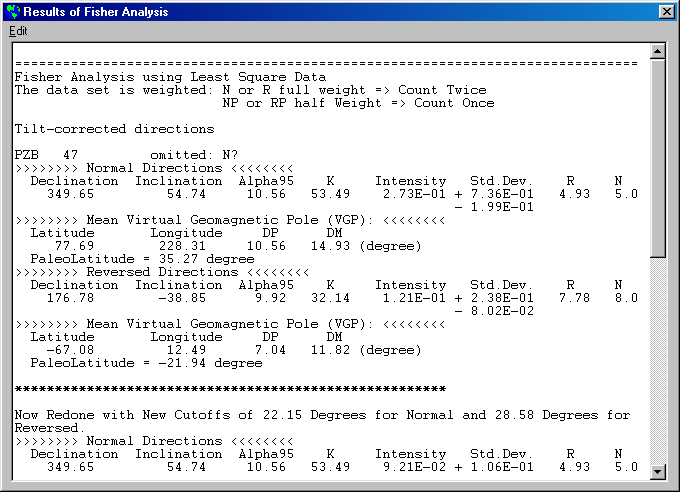 Results of Fisher Analysis
Edit
==============================================================================
Fisher Analysis using Least Square Data
The data set is weighted: N or R full weight => Count Twice
NP or RP half Weight => Count Once
Tilt-corrected directions
PZB 47 omitted: N?
>>>>>>>> Normal Directions <<<<<<<<
Declination Inclination Alpha95 K Intensity Std.Dev. R N
349.65 54.74 10.56 53.49 2.73E-01 + 7.36E-01 4.93 5.0
- 1.99E-01
>>>>>>>> Mean Virtual Geomagnetic Pole (VGP): <<<<<<<<
Latitude Longitude DP DM
77.69 228.31 10.56 14.93 (degree)
PaleoLatitude = 35.27 degree
>>>>>>>> Reversed Directions <<<<<<<<
Declination Inclination Alpha95 K Intensity Std.Dev. R N
176.78 -38.85 9.92 32.14 1.21E-01 + 2.38E-01 7.78 8.0
- 8.02E-02
>>>>>>>> Mean Virtual Geomagnetic Pole (VGP): <<<<<<<<
Latitude Longitude DP DM
-67.08 12.49 7.04 11.82 (degree)
PaleoLatitude = -21.94 degree
******************************************************
Now Redone with New Cutoffs of 22.15 Degrees for Normal and 28.58 Degrees for
Reversed.
>>>>>>>> Normal Directions <<<<<<<<
Declination Inclination Alpha95 K Intensity Std.Dev. R N
349.65 54.74 10.56 53.49 9.21E-02 + 1.06E-01 4.93 5.0